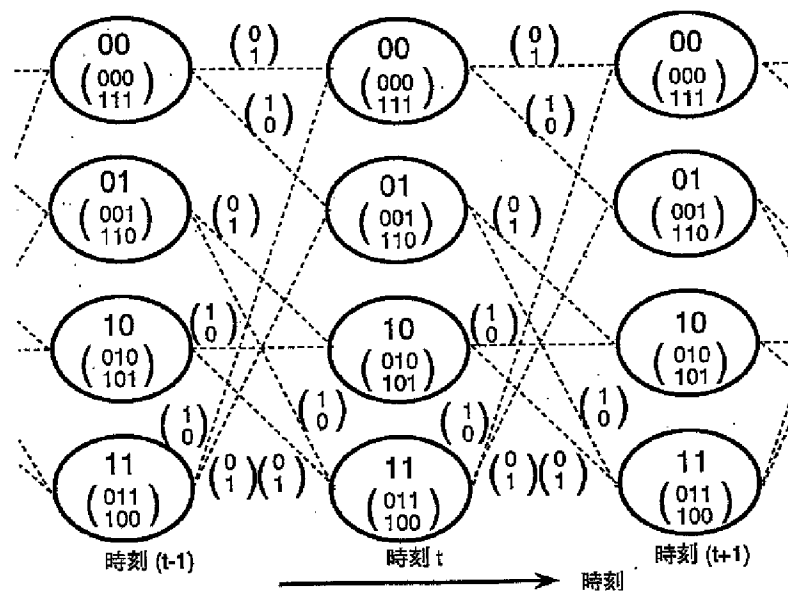 00 (0 1) 00 (0 1) 00
(000 111) (1 0) (000 111) (1 0) (000 111)
01 (0 1) 01 (0 1) 01
(001 110) (001 110) (001 110)
10 (1 0) 10 (1 0) 10
(010 101) (010 101) (010 101)
(1 0) (1 0) (1 0) (1 0)
11 (0 1)(0 1) 11 (0 1)(0 1) 11
(011 100) (011 100) (011 100)
時刻 (t-1) 時刻 t 時刻 (t+1)
時刻